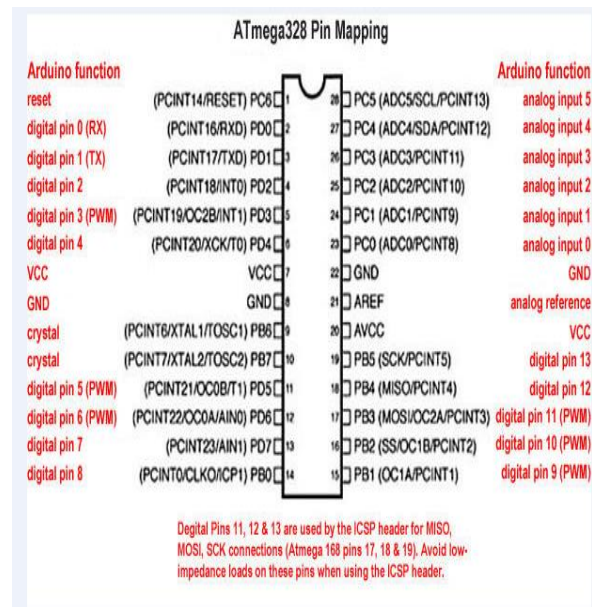 ATmega328 Pin Mapping
Arduino function Arduino function
reset (PCINT14/RESET) PC6 1 28 PC5 (ADC5/SCL/PCINT13) analog input 5
digital pin 0 (RX) (PCINT16/RXD) PD0 2 27 PC4 (ADC4/SDA/PCINT12) analog input 4
digital pin 1 (TX) (PCINT17/TXD) PD1 3 26 PC3 (ADC3/PCINT11) analog input 3
digital pin 2 (PCINT18/INT0) PD2 4 25 PC2 (ADC2/PCINT10) analog input 2
digital pin 3 (PWM) (PCINT19/OC2B/INT1) PD3 5 24 PC1 (ADC1/PCINT9) analog input 1
digital pin 4 (PCINT20/XCK/T0) PD4 6 23 PC0 (ADC0/PCINT8) analog input 0
VCC VCC 7 22 GND GND
GND GND 8 21 AREF analog reference
crystal (PCINT6/XTAL1/TOSC1) PB6 9 20 AVCC VCC
crystal (PCINT7/XTAL2/TOSC2) PB7 10 19 PB5 (SCK/PCINT5) digital pin 13
digital pin 5 (PWM) (PCINT21/OC0B/T1) PD5 11 18 PB4 (MISO/PCINT4) digital pin 12
digital pin 6 (PWM) (PCINT22/OC0A/AIN0) PD6 12 17 PB3 (MOSI/OC2A/PCINT3) digital pin 11 (PWM)
digital pin 7 (PCINT23/AIN1) PD7 13 16 PB2 (SS/OC1B/PCINT2) digital pin 10 (PWM)
digital pin 8 (PCINT0/CLKO/ICP1) PB0 14 15 PB1 (OC1A/PCINT1) digital pin 9 (PWM)
Degital Pins 11, 12 & 13 are used by the ICSP header for MISO,
MOSI, SCK connections (Atmega 168 pins 17, 18 & 19). Avoid low-
impedance loads on these pins when using the ICSP header.